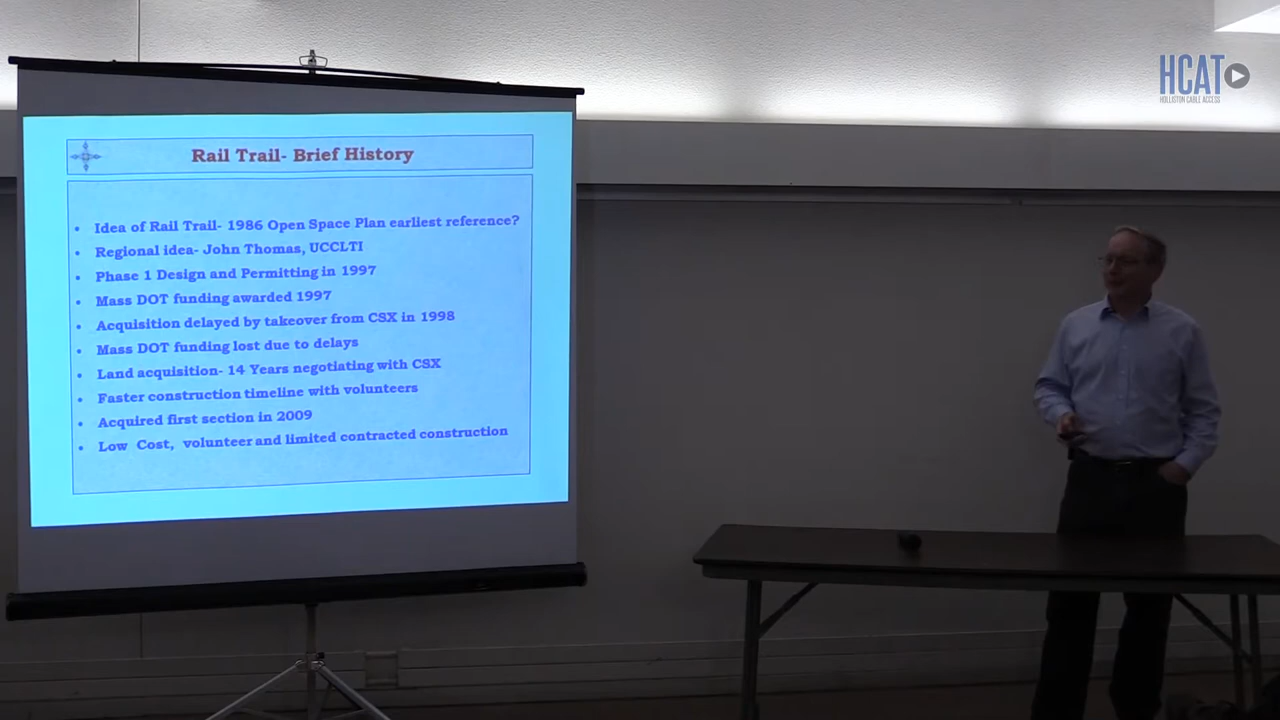 HCAT
HOLLISTON CABLE ACCESS
Rail Trail- Brief History
• Idea of Rail Trail- 1986 Open Space Plan earliest reference?
• Regional idea- John Thomas, UCCLTI
• Phase 1 Design and Permitting in 1997
• Mass DOT funding awarded 1997
• Acquisition delayed by takeover from CSX in 1998
• Mass DOT funding lost due to delays
• Land acquisition- 14 Years negotiating with CSX
• Faster construction timeline with volunteers
• Acquired first section in 2009
• Low Cost, volunteer and limited contracted construction